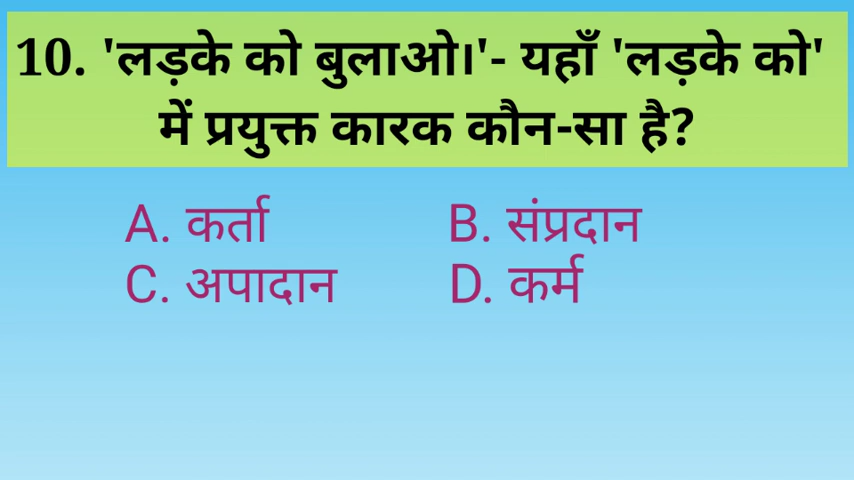 10. 'लड़के को बुलाओ।'- यहाँ 'लड़के को'
में प्रयुक्त कारक कौन-सा है?
A. कर्ता B. संप्रदान
C. अपादान D. कर्म